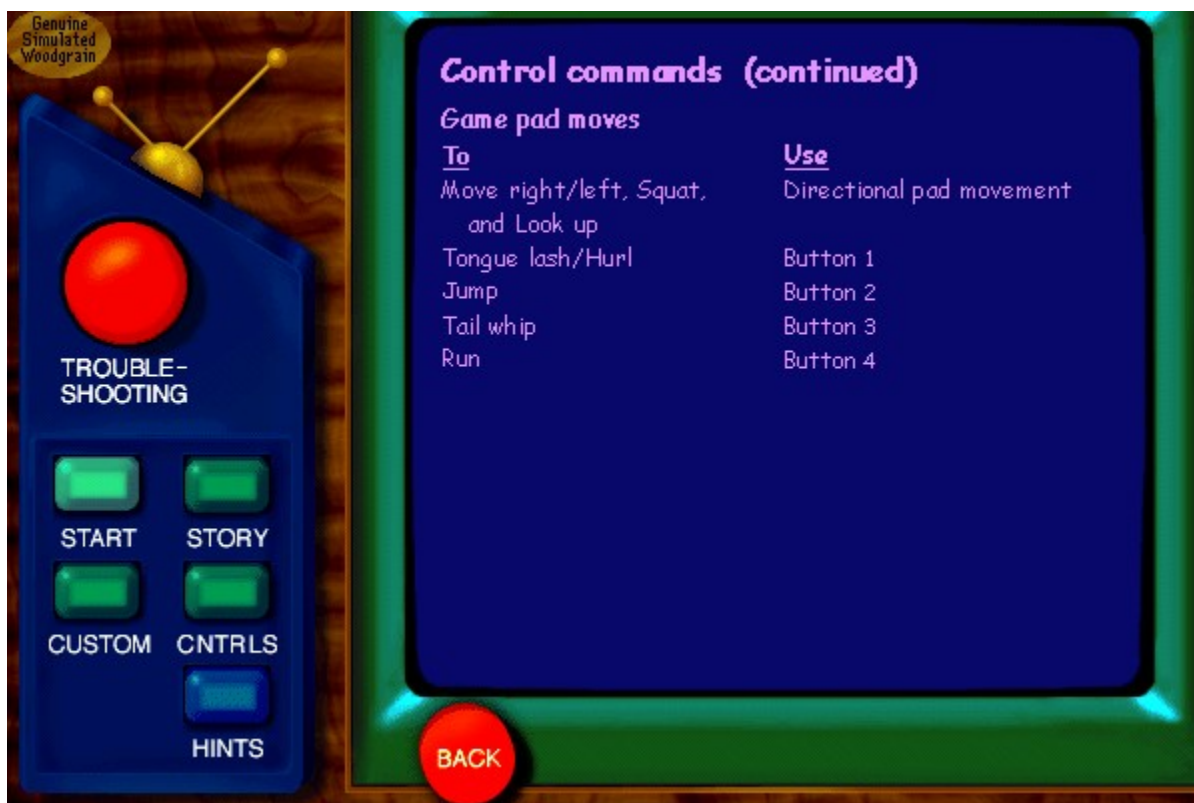 Genuine
Simulated
Woodgrain
Control commands (continued)
Game pad moves
To Use
Move right/left, Squat, Directional pad movement
and Look up
Tongue lash/Hurl Button 1
Jump Button 2
Tail whip Button 3
Run Button 4
TROUBLE-
SHOOTING
START STORY
CUSTOM CNTRLS
HINTS
BACK